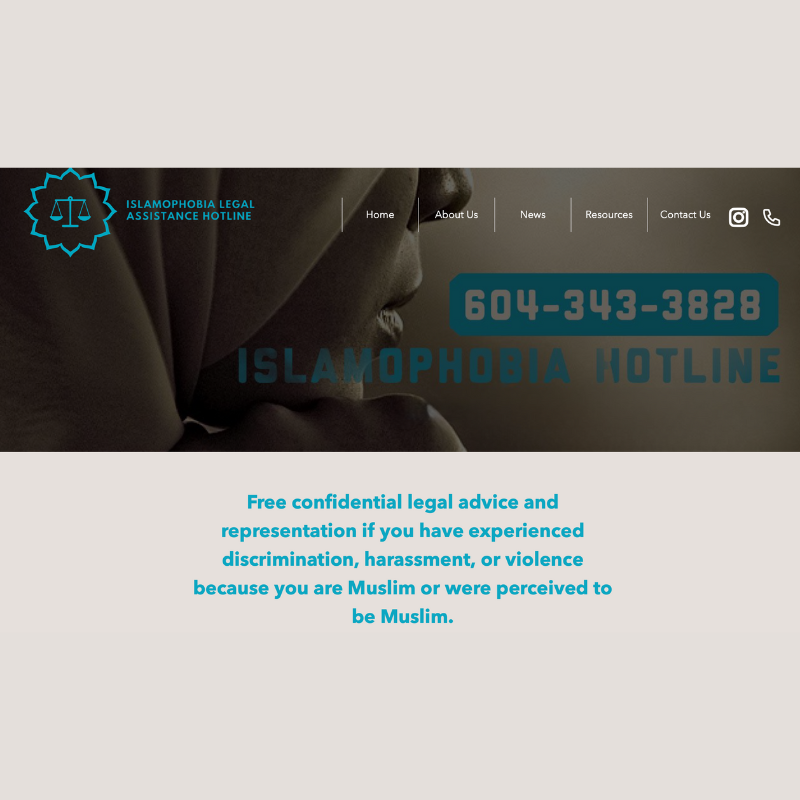 ISLAMOPHOBIA LEGAL
ASSISTANCE HOTLINE
Home
About Us
News
Resources
Contact Us
604-343-3828
ISLAMOPHOBIA HOTLINE
Free confidential legal advice and
representation if you have experienced
discrimination, harassment, or violence
because you are Muslim or were perceived to
be Muslim.